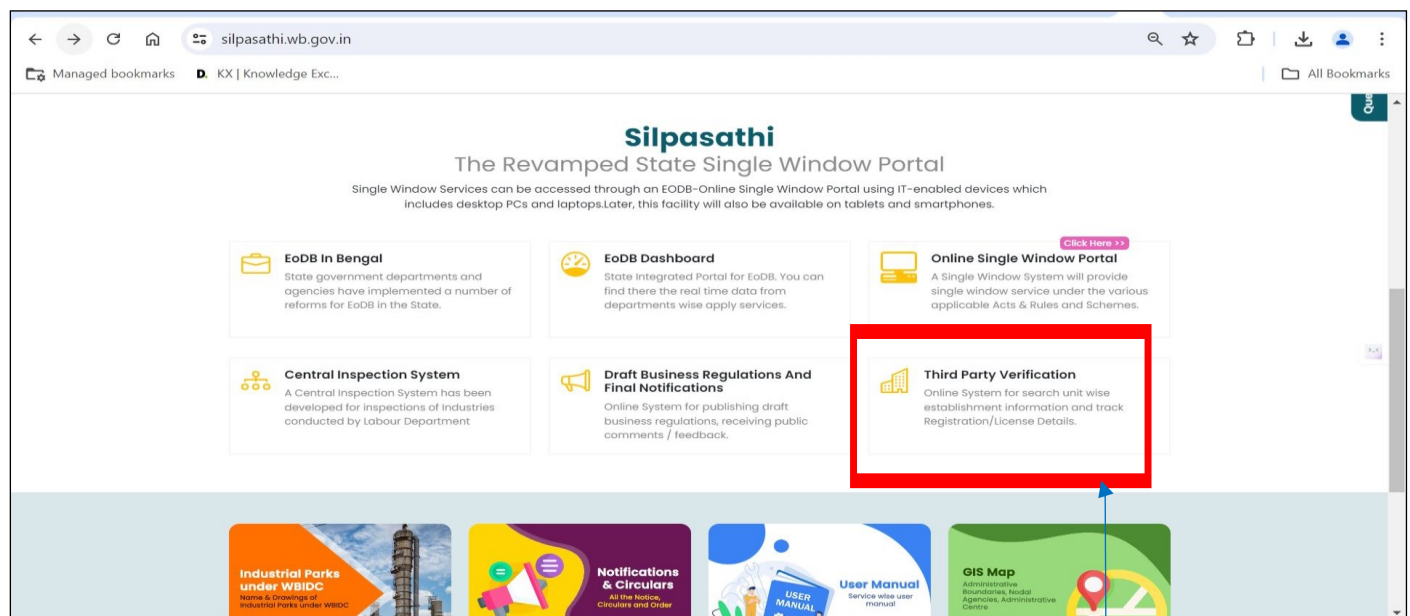 silpasathi.wb.gov.in
Managed bookmarks
D. KX | Knowledge Exc...
All Bookmarks
Silpasathi
The Revamped State Single Window Portal
Single Window Services can be accessed through an EODB-Online Single Window Portal using IT-enabled devices which
includes desktop PCs and laptops.Later, this facility will also be available on tablets and smartphones.
EoDB In Bengal
State government departments and
agencies have implemented a number of
reforms for EoDB in the State.
EoDB Dashboard
State Integrated Portal for EoDB. You can
find there the real time data from
departments wise apply services.
Click Here >>
Online Single Window Portal
A Single Window System will provide
single window service under the various
applicable Acts & Rules and Schemes.
Central Inspection System
A Central Inspection System has been
developed for inspections of Industries
conducted by Labour Department
Draft Business Regulations And
Final Notifications
Online System for publishing draft
business regulations, receiving public
comments / feedback.
Third Party Verification
Online System for search unit wise
establishment information and track
Registration/License Details.
Industrial Parks
under WBIDC
Name & Drawings of
Industrial Parks under WBIDC
Notifications
& Circulars
All the Notice,
Circulars and Order
USER
MANUAL
User Manual
Service wise user
manual
GIS Map
Administrative
Boundaries, Nodal
Agencies, Administrative
Centre